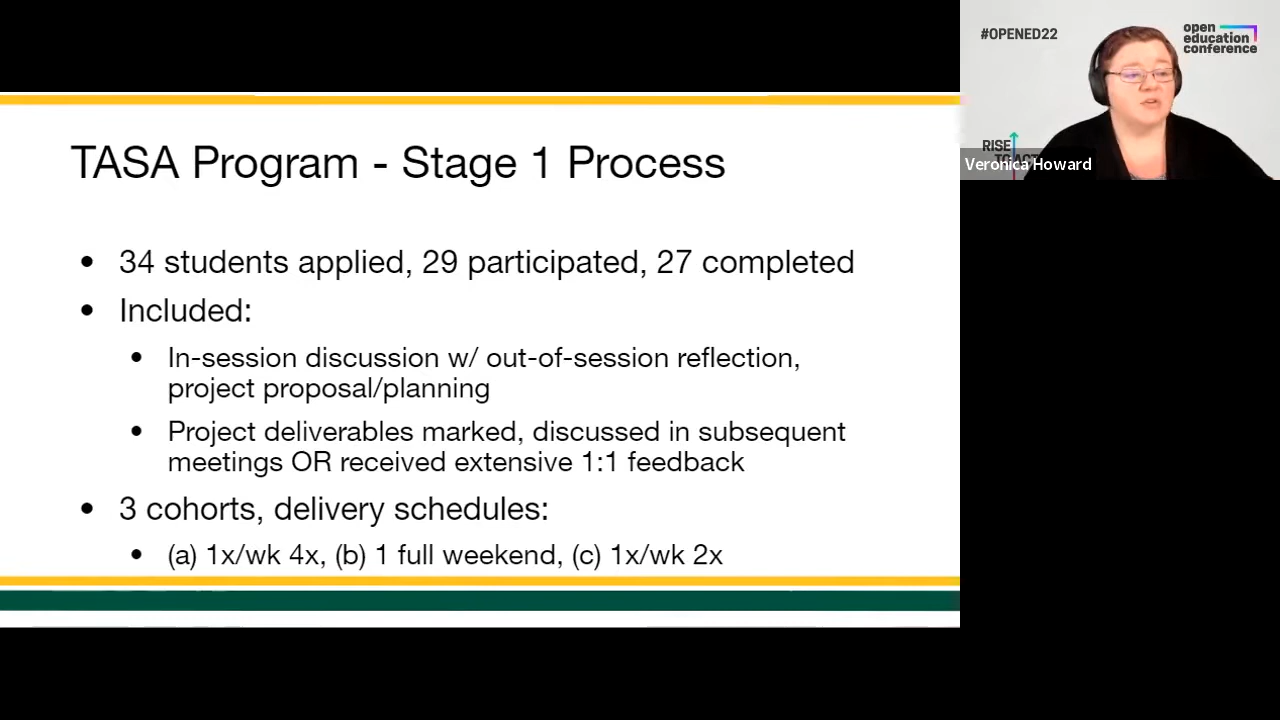 TASA Program - Stage 1 Process
• 34 students applied, 29 participated, 27 completed
• Included:
• In-session discussion w/ out-of-session reflection,
project proposal/planning
• Project deliverables marked, discussed in subsequent
meetings OR received extensive 1:1 feedback
• 3 cohorts, delivery schedules:
• (a) 1x/wk 4x, (b) 1 full weekend, (c) 1x/wk 2x
#OPENED22
open
education
conference
RISE
Veronica Howard